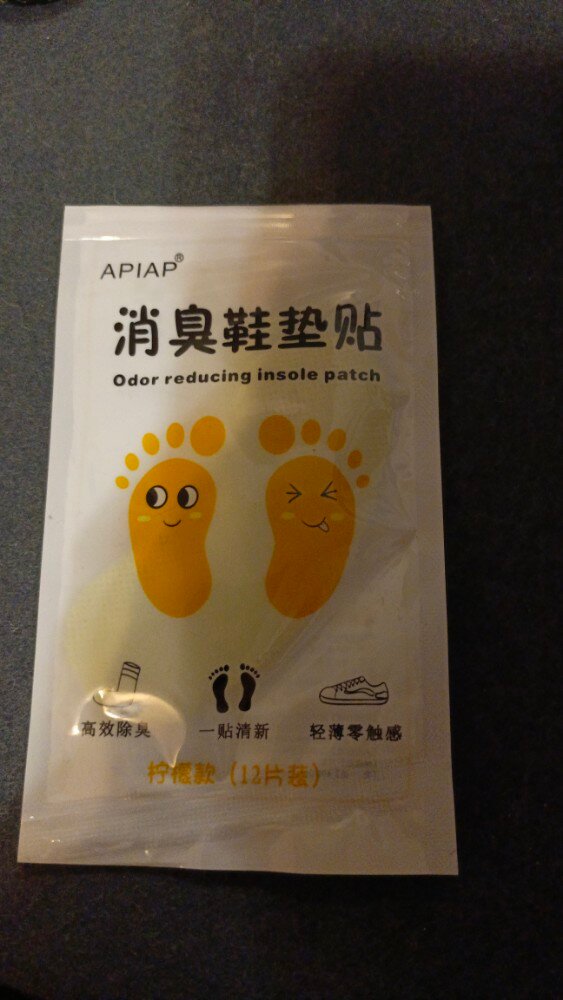 APIAP®
消臭鞋垫贴
Odor reducing insole patch
高效除臭 一贴清新 轻薄零触感
柠檬款（12片装）